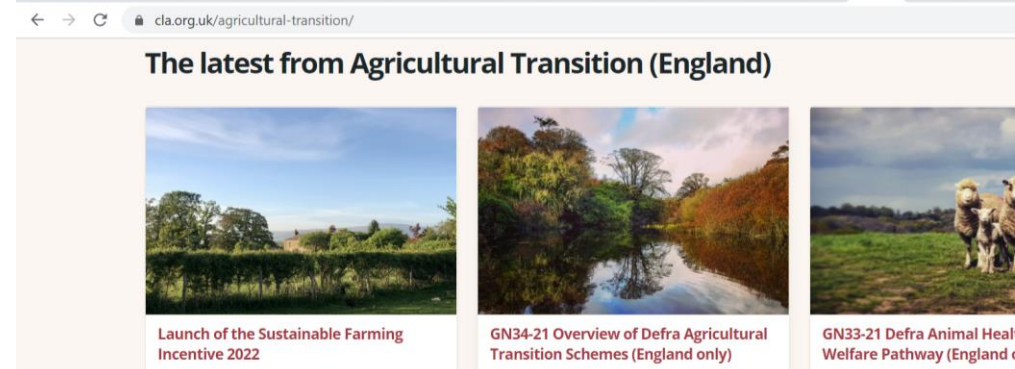 cla.org.uk/agricultural-transition/
The latest from Agricultural Transition (England)
Launch of the Sustainable Farming
Incentive 2022
GN34-21 Overview of Defra Agricultural
Transition Schemes (England only)
GN33-21 Defra Animal
Welfare Pathway (England